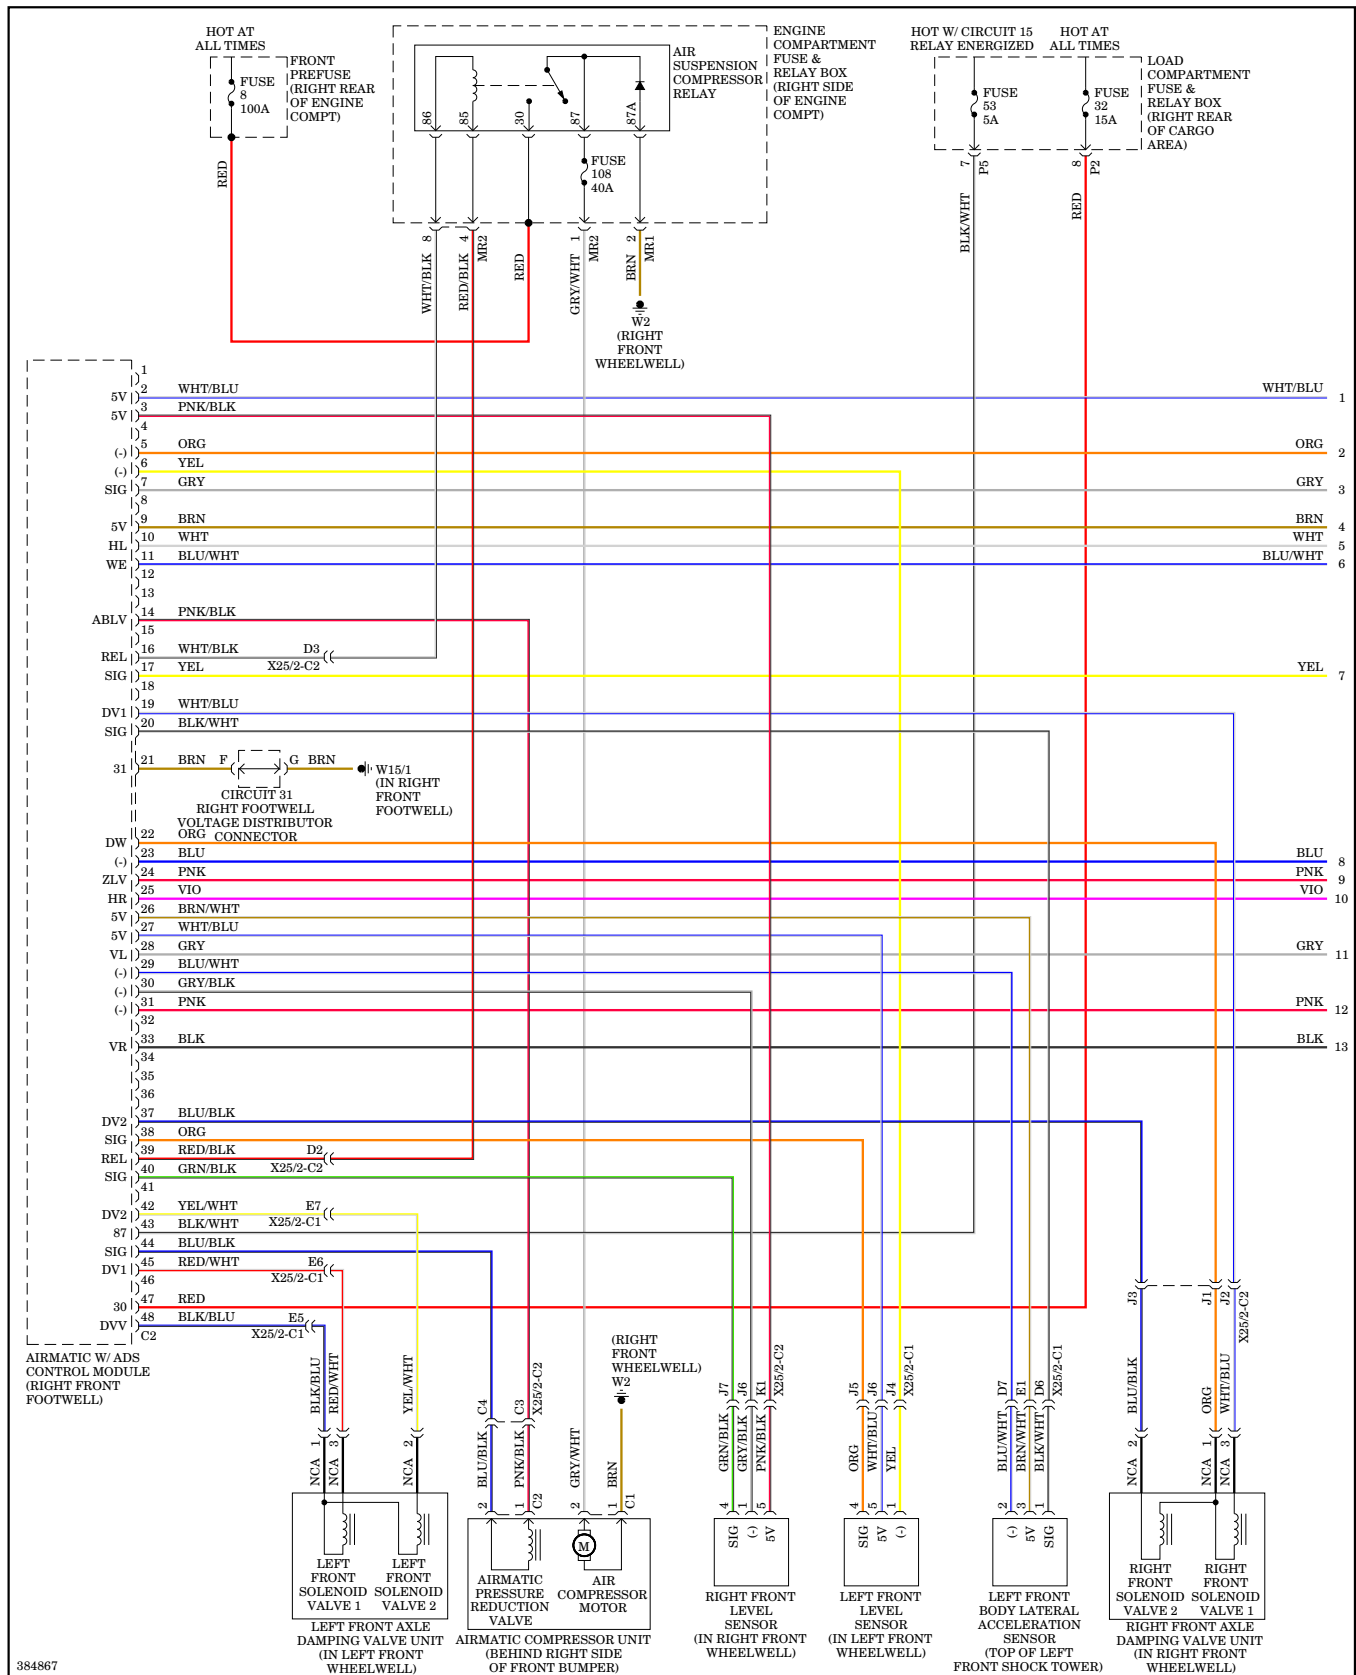 HOT AT
ALL TIMES
FUSE
8
100A
FRONT
PREFUSE
(RIGHT REAR
OF ENGINE
COMPT)
RED
AIR
SUSPENSION
COMPRESSOR
RELAY
86
85
30
87
87A
FUSE
108
40A
ENGINE
COMPARTMENT
FUSE &
RELAY BOX
(RIGHT SIDE
OF ENGINE
COMPT)
HOT W/ CIRCUIT 15
RELAY ENERGIZED
HOT AT
ALL TIMES
FUSE
53
5A
FUSE
32
15A
LOAD
COMPARTMENT
FUSE &
RELAY BOX
(RIGHT REAR
OF CARGO
AREA)
7
P5
8
P2
BLK/WHT
RED
8
4
MR2
1
MR2
2
MR1
WHT/BLK
RED/BLK
RED
GRY/WHT
BRN
W2
(RIGHT
FRONT
WHEELWELL)
1
5V 2 WHT/BLU WHT/BLU 1
5V 3 PNK/BLK
4
(-) 5 ORG ORG 2
(-) 6 YEL
SIG 7 GRY GRY 3
8
5V 9 BRN BRN 4
HL 10 WHT WHT 5
WE 11 BLU/WHT BLU/WHT 6
12
13
ABLV 14 PNK/BLK
15
REL 16 WHT/BLK D3
X25/2-C2
SIG 17 YEL YEL 7
18
DV1 19 WHT/BLU
SIG 20 BLK/WHT
31 21 BRN F G BRN
W15/1
(IN RIGHT
FRONT
FOOTWELL)
CIRCUIT 31
RIGHT FOOTWELL
VOLTAGE DISTRIBUTOR
CONNECTOR
DW 22 ORG
(-) 23 BLU BLU 8
ZLV 24 PNK PNK 9
HR 25 VIO VIO 10
5V 26 BRN/WHT
5V 27 WHT/BLU
VL 28 GRY GRY 11
(-) 29 BLU/WHT
(-) 30 GRY/BLK
(-) 31 PNK PNK 12
32
VR 33 BLK BLK 13
34
35
36
DV2 37 BLU/BLK
SIG 38 ORG
REL 39 RED/BLK D2
X25/2-C2
SIG 40 GRN/BLK
41
DV2 42 YEL/WHT E7
X25/2-C1
87 43 BLK/WHT
SIG 44 BLU/BLK
DV1 45 RED/WHT E6
X25/2-C1
46
30 47 RED
DVV 48 BLK/BLU E5
X25/2-C1
C2
AIRMATIC W/ ADS
CONTROL MODULE
(RIGHT FRONT
FOOTWELL)
BLK/BLU
RED/WHT
YEL/WHT
1
3
2
NCA
NCA
NCA
LEFT
FRONT
SOLENOID
VALVE 1
LEFT
FRONT
SOLENOID
VALVE 2
LEFT FRONT AXLE
DAMPING VALVE UNIT
(IN LEFT FRONT
WHEELWELL)
C4
C3
X25/2-C2
BLU/BLK
PNK/BLK
GRY/WHT
BRN
(RIGHT
FRONT
WHEELWELL)
W2
2
1
C2
2
1
C1
M
AIRMATIC
PRESSURE
REDUCTION
VALVE
AIR
COMPRESSOR
MOTOR
AIRMATIC COMPRESSOR UNIT
(BEHIND RIGHT SIDE
OF FRONT BUMPER)
J7
J6
K1
X25/2-C2
GRN/BLK
GRY/BLK
PNK/BLK
4
1
5
SIG
(-)
5V
RIGHT FRONT
LEVEL
SENSOR
(IN RIGHT FRONT
WHEELWELL)
J5
J6
J4
X25/2-C1
ORG
WHT/BLU
YEL
4
5
1
SIG
5V
(-)
LEFT FRONT
LEVEL
SENSOR
(IN LEFT FRONT
WHEELWELL)
D7
E1
D6
X25/2-C1
BLU/WHT
BRN/WHT
BLK/WHT
2
3
1
(-)
5V
SIG
LEFT FRONT
BODY LATERAL
ACCELERATION
SENSOR
(TOP OF LEFT
FRONT SHOCK TOWER)
J3
J1
J2
X25/2-C2
BLU/BLK
ORG
WHT/BLU
2
1
3
NCA
NCA
NCA
RIGHT
FRONT
SOLENOID
VALVE 2
RIGHT
FRONT
SOLENOID
VALVE 1
RIGHT FRONT AXLE
DAMPING VALVE UNIT
(IN RIGHT FRONT
WHEELWELL)
384867